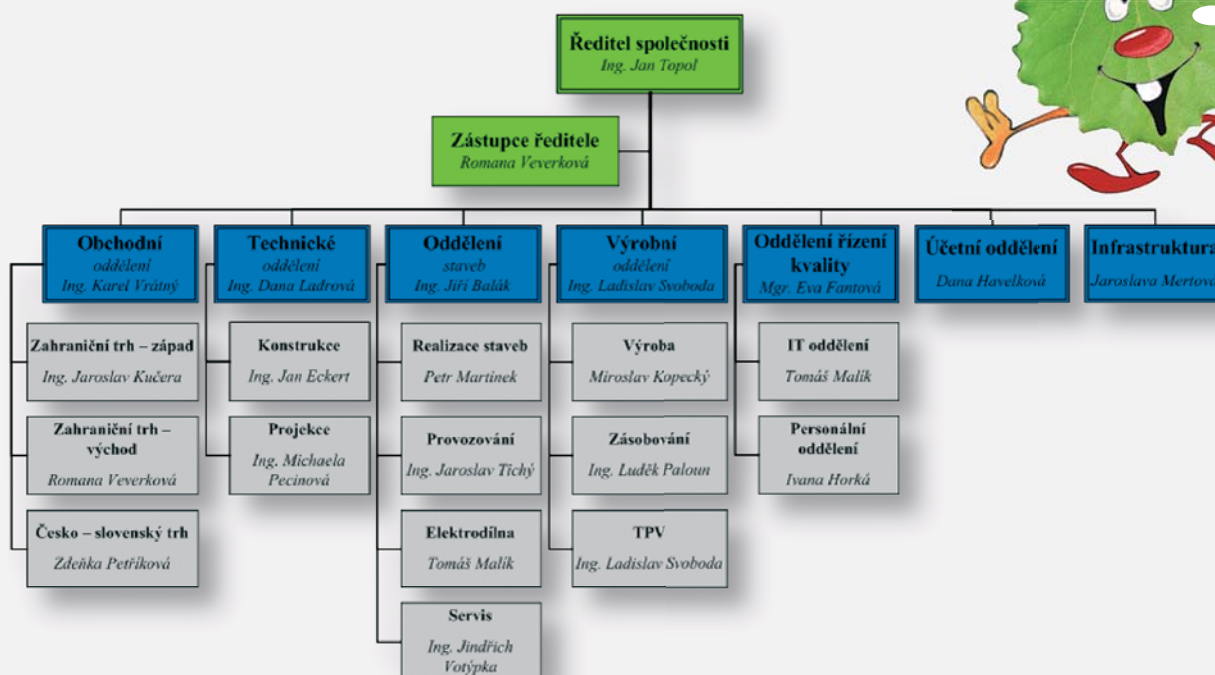 Ředitel společnosti
Ing. Jan Topol
Zástupce ředitele
Romana Veverková
Obchodní
oddělení
Ing. Karel Vrátný
Technické
oddělení
Ing. Dana Ladrová
Oddělení
staveb
Ing. Jiří Balák
Výrobní
oddělení
Ing. Ladislav Svoboda
Oddělení řízení
kvality
Mgr. Eva Fantová
Účetní oddělení
Dana Havelková
Infrastruktura
Jaroslava Mertová
Zahraniční trh – západ
Ing. Jaroslav Kučera
Zahraniční trh –
východ
Romana Veverková
Česko – slovenský trh
Zdeňka Petříková
Konstrukce
Ing. Jan Eckert
Projekce
Ing. Michaela
Pecinová
Realizace staveb
Petr Martinek
Provozování
Ing. Jaroslav Tichý
Elektrodílna
Tomáš Malík
Servis
Ing. Jindřich
Votýpka
Výroba
Miroslav Kopecký
Zásobování
Ing. Luděk Paloun
TPV
Ing. Ladislav Svoboda
IT oddělení
Tomáš Malík
Personální
oddělení
Ivana Horká